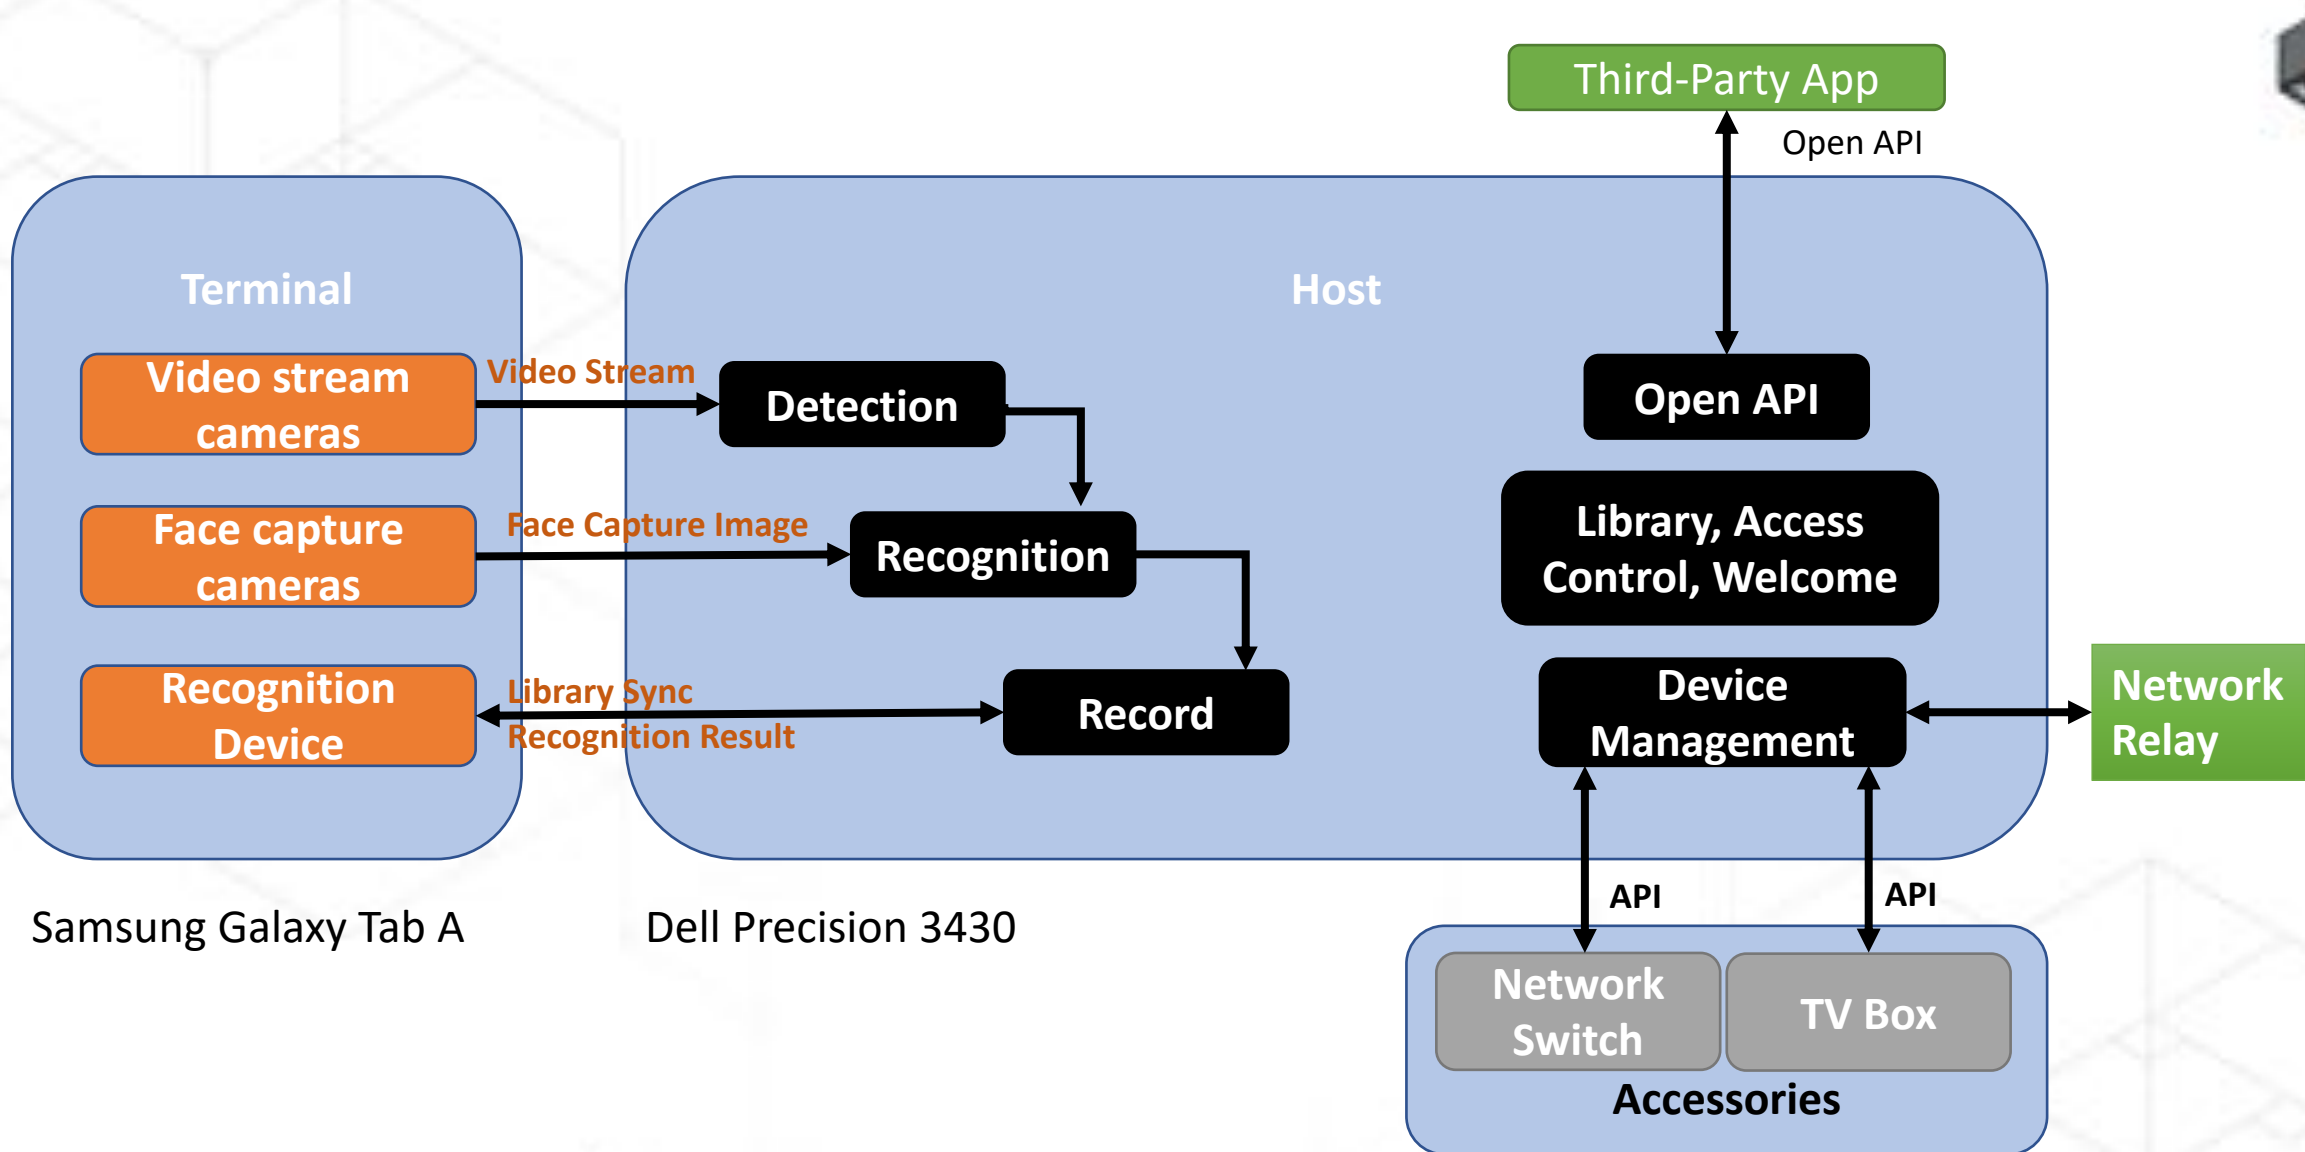 Third-Party App
Open API
Terminal
Host
Video stream
cameras
Video Stream
Detection
Open API
Face capture
cameras
Face Capture Image
Recognition
Library, Access
Control, Welcome
Recognition
Device
Library Sync
Recognition Result
Record
Device
Management
Network
Relay
API
API
Samsung Galaxy Tab A
Dell Precision 3430
Network
Switch
TV Box
Accessories